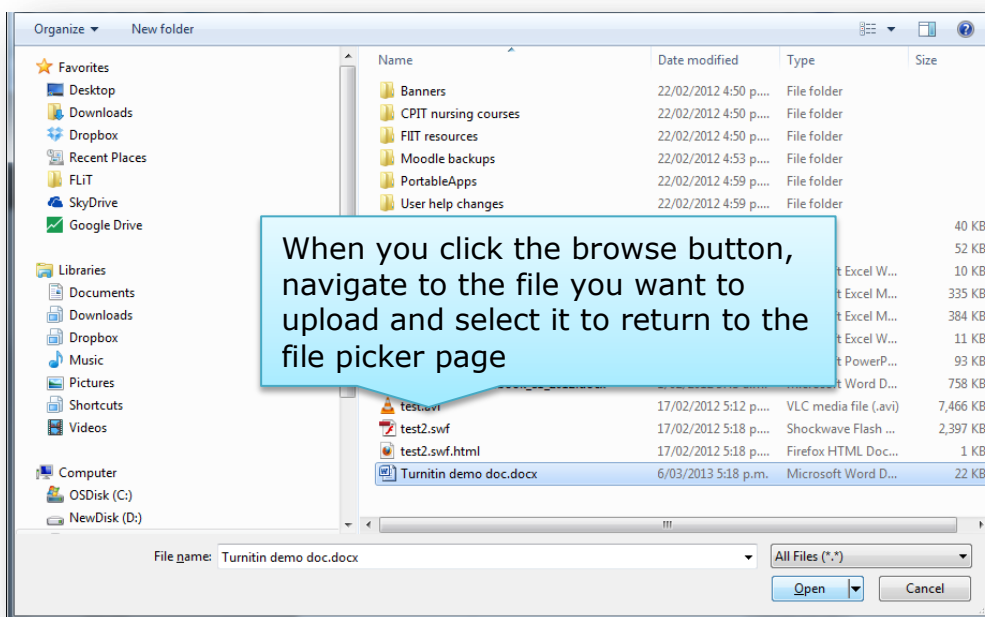 Organize New folder
Name Date modified Type Size
Favorites
Desktop
Downloads
Dropbox
Recent Places
FLiT
SkyDrive
Google Drive
Libraries
Documents
Downloads
Dropbox
Music
Pictures
Shortcuts
Videos
Computer
OSDisk (C:)
NewDisk (D:)
Banners 22/02/2012 4:50 p.... File folder
CPIT nursing courses 22/02/2012 4:50 p.... File folder
FIIT resources 22/02/2012 4:50 p.... File folder
Moodle backups 22/02/2012 4:53 p.... File folder
PortableApps 22/02/2012 4:59 p.... File folder
User help changes 22/02/2012 4:59 p.... File folder
40 KB
52 KB
Excel W... 10 KB
Excel M... 335 KB
Excel M... 384 KB
Excel W... 11 KB
PowerP... 93 KB
Word D... 758 KB
test.avi 17/02/2012 5:12 p.... VLC media file (.avi) 7,466 KB
test2.swf 17/02/2012 5:18 p.... Shockwave Flash ... 2,397 KB
test2.swf.html 17/02/2012 5:18 p.... Firefox HTML Doc... 1 KB
Turnitin demo doc.docx 6/03/2013 5:18 p.m. Microsoft Word D... 22 KB
When you click the browse button,
navigate to the file you want to
upload and select it to return to the
file picker page
File name: Turnitin demo doc.docx All Files (*.*)
Open Cancel